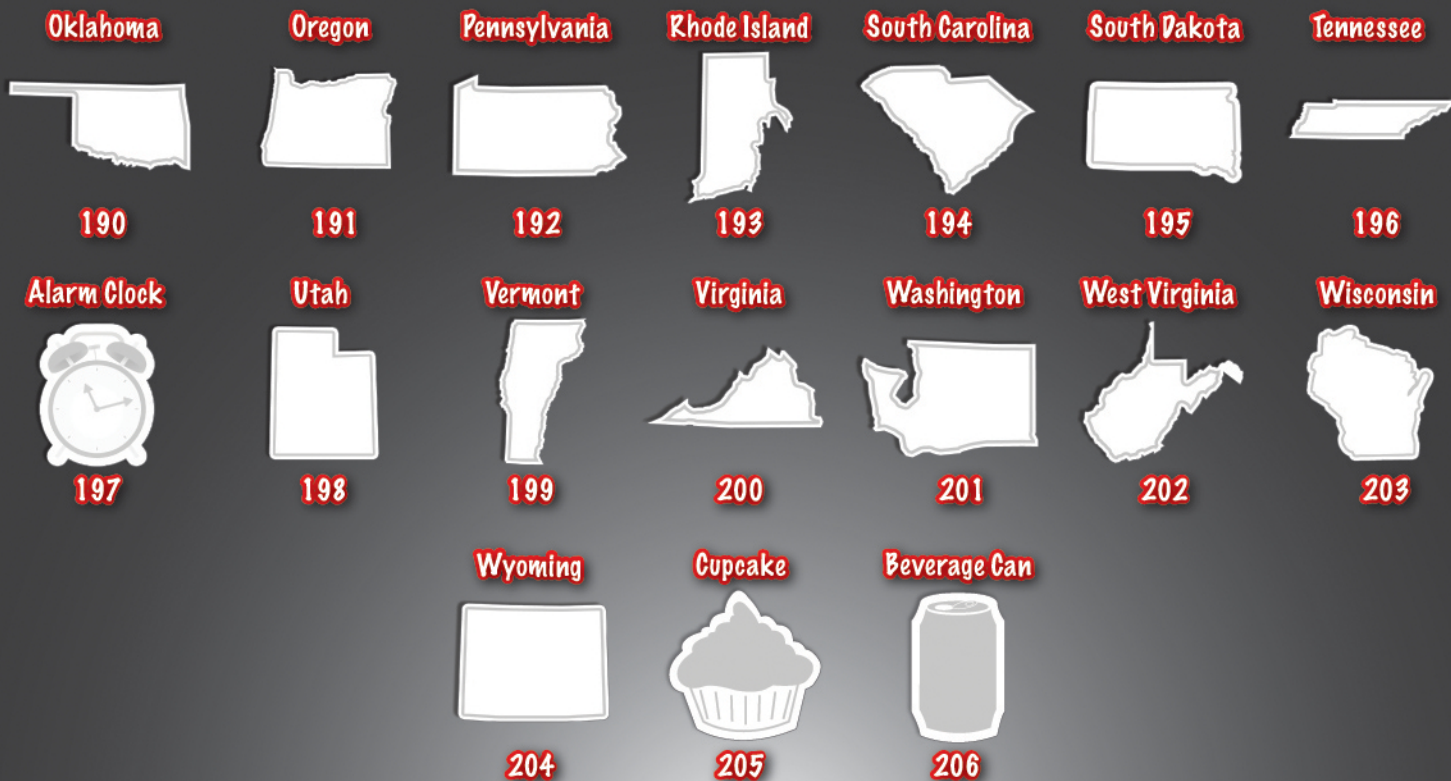 Oklahoma Oregon Pennsylvania Rhode Island South Carolina South Dakota Tennessee
190 191 192 193 194 195 196
Alarm Clock Utah Vermont Virginia Washington West Virginia Wisconsin
197 198 199 200 201 202 203
Wyoming Cupcake Beverage Can
204 205 206